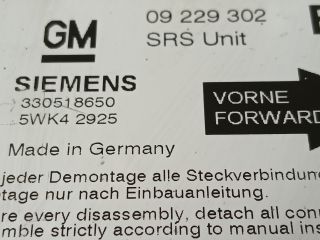 GM
09 229 302
SRS Unit
SIEMENS
330518650
5WK4 2925
VORNE
FORWARD
Made in Germany
jeder Demontage alle Steckverbindun
tage nur nach Einbauanleitung.
re every disassembly, detach all con
mble strictly according to manual ins